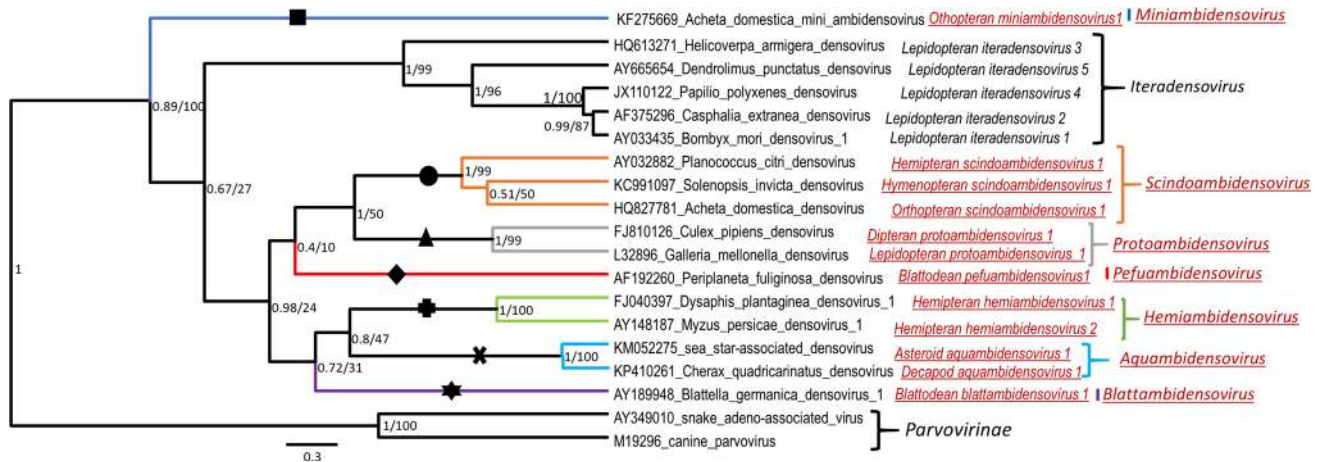 KF275669_Acheta_domestica_mini_ambidensovirus Othopteran miniambidensovirus1 Miniambidensovirus
HQ613271_Helicoverpa_armigera_densovirus Lepidopteran iteradensovirus 3
1/99
AY665654_Dendrolimus_punctatus_densovirus Lepidopteran iteradensovirus 5
1/96
JX110122_Papilio_polyxenes_densovirus Lepidopteran iteradensovirus 4
Iteradensovirus
1/100
0.89/100
AF375296_Casphalia_extranea_densovirus Lepidopteran iteradensovirus 2
0.99/87
AY033435_Bombyx_mori_densovirus_1 Lepidopteran iteradensovirus 1
AY032882_Planococcus_citri_densovirus Hemipteran scindoambidensovirus 1
1/99
0.67/27
KC991097_Solenopsis_invicta_densovirus Hymenopteran scindoambidensovirus 1
Scindoambidensovirus
0.51/50
HQ827781_Acheta_domestica_densovirus Orthopteran scindoambidensovirus 1
1/50
FJ810126_Culex_pipiens_densovirus Dipteran protoambidensovirus 1
1/99
Protoambidensovirus
0.4/10
L32896_Galleria_mellonella_densovirus Lepidopteran protoambidensovirus 1
1
AF192260_Periplaneta_fuliginosa_densovirus Blattodean pefuambidensovirus1 Pefuambidensovirus
FJ040397_Dysaphis_plantaginea_densovirus_1 Hemipteran hemiambidensovirus 1
0.98/24
1/100
Hemiambidensovirus
AY148187_Myzus_persicae_densovirus_1 Hemipteran hemiambidensovirus 2
0.8/47
KM052275_sea_star-associated_densovirus Asteroid aquambidensovirus 1
1/100
Aquambidensovirus
0.72/31
KP410261_Cherax_quadricarinatus_densovirus Decapod aquambidensovirus 1
AY189948_Blattella_germanica_densovirus_1 Blattodean blattambidensovirus 1 Blattambidensovirus
AY349010_snake_adeno-associated_virus
1/100
Parvovirinae
M19296_canine_parvovirus
0.3